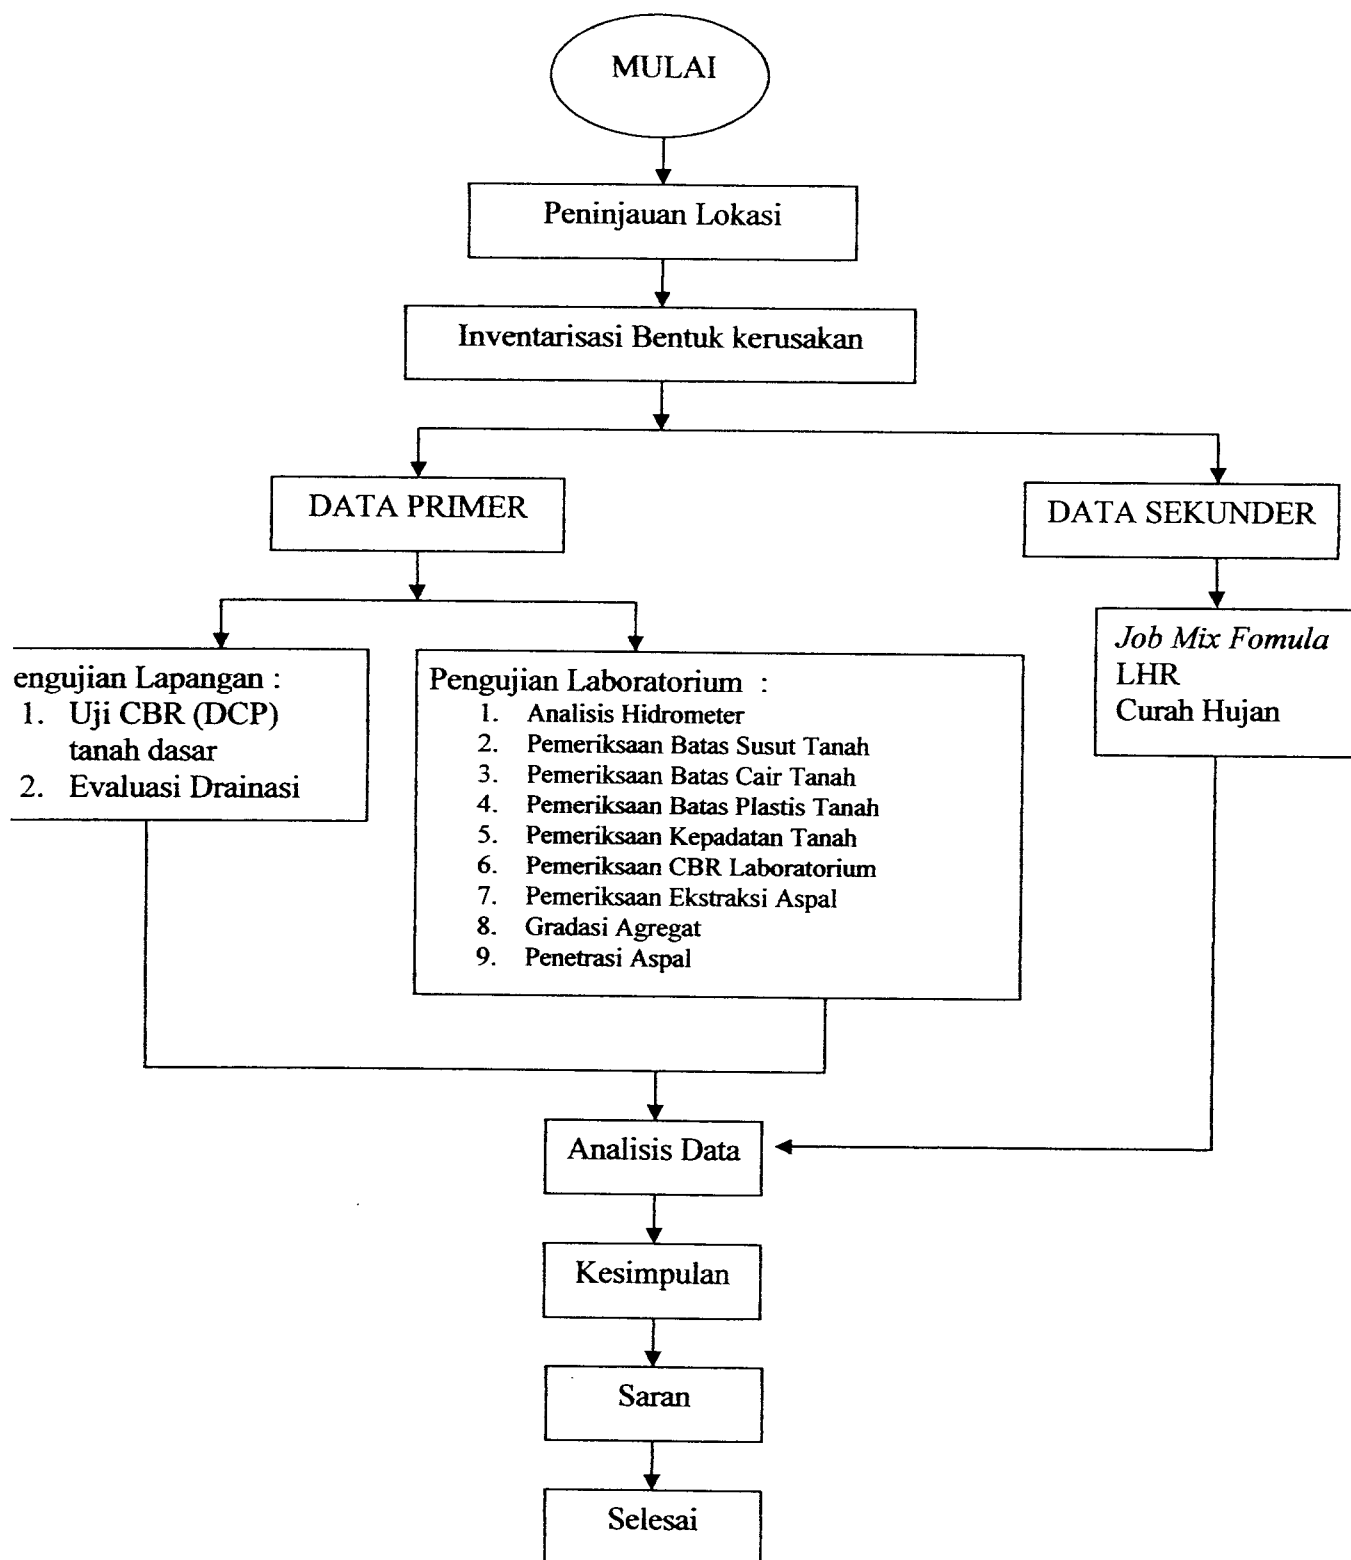 MULAI
Peninjauan Lokasi
Inventarisasi Bentuk kerusakan
DATA PRIMER
DATA SEKUNDER
engujian Lapangan :
1. Uji CBR (DCP)
tanah dasar
2. Evaluasi Drainasi
Pengujian Laboratorium :
1. Analisis Hidrometer
2. Pemeriksaan Batas Susut Tanah
3. Pemeriksaan Batas Cair Tanah
4. Pemeriksaan Batas Plastis Tanah
5. Pemeriksaan Kepadatan Tanah
6. Pemeriksaan CBR Laboratorium
7. Pemeriksaan Ekstraksi Aspal
8. Gradasi Agregat
9. Penetrasi Aspal
Job Mix Fomula
LHR
Curah Hujan
Analisis Data
Kesimpulan
Saran
Selesai